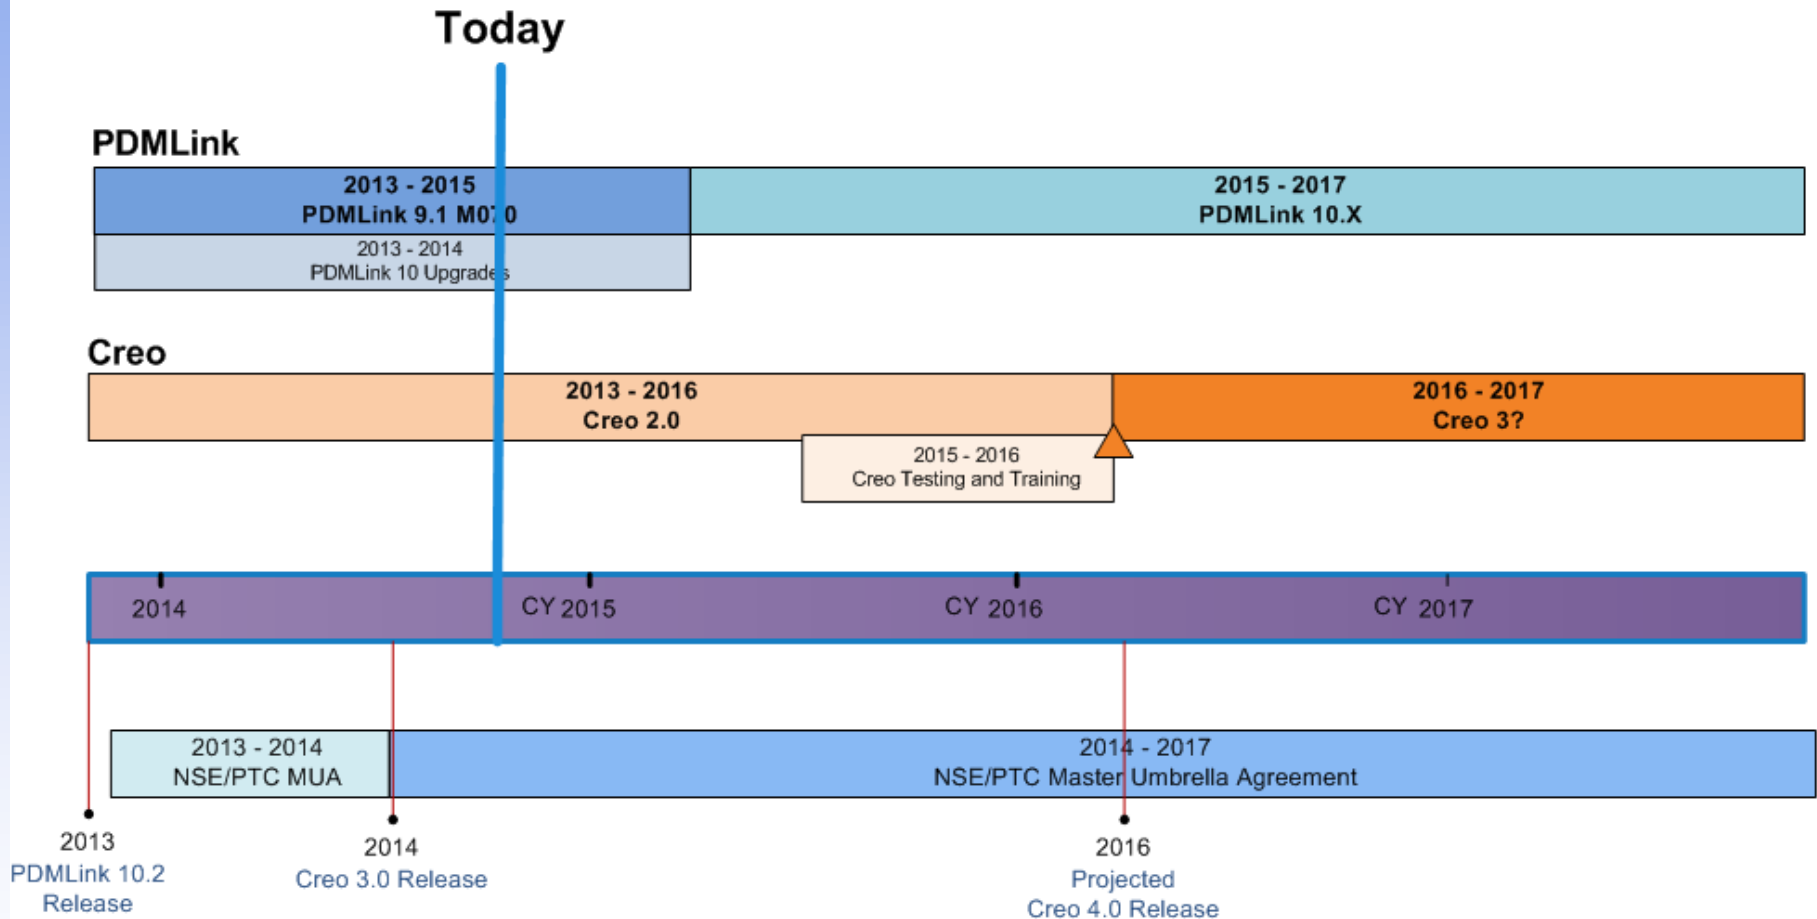 Today
PDMLink
2013 - 2015
PDMLink 9.1 M070
2015 - 2017
PDMLink 10.X
2013 - 2014
PDMLink 10 Upgrades
Creo
2013 - 2016
Creo 2.0
2016 - 2017
Creo 3?
2015 - 2016
Creo Testing and Training
2014
CY 2015
CY 2016
CY 2017
2013 - 2014
NSE/PTC MUA
2014 - 2017
NSE/PTC Master Umbrella Agreement
2013
PDMLink 10.2
Release
2014
Creo 3.0 Release
2016
Projected
Creo 4.0 Release